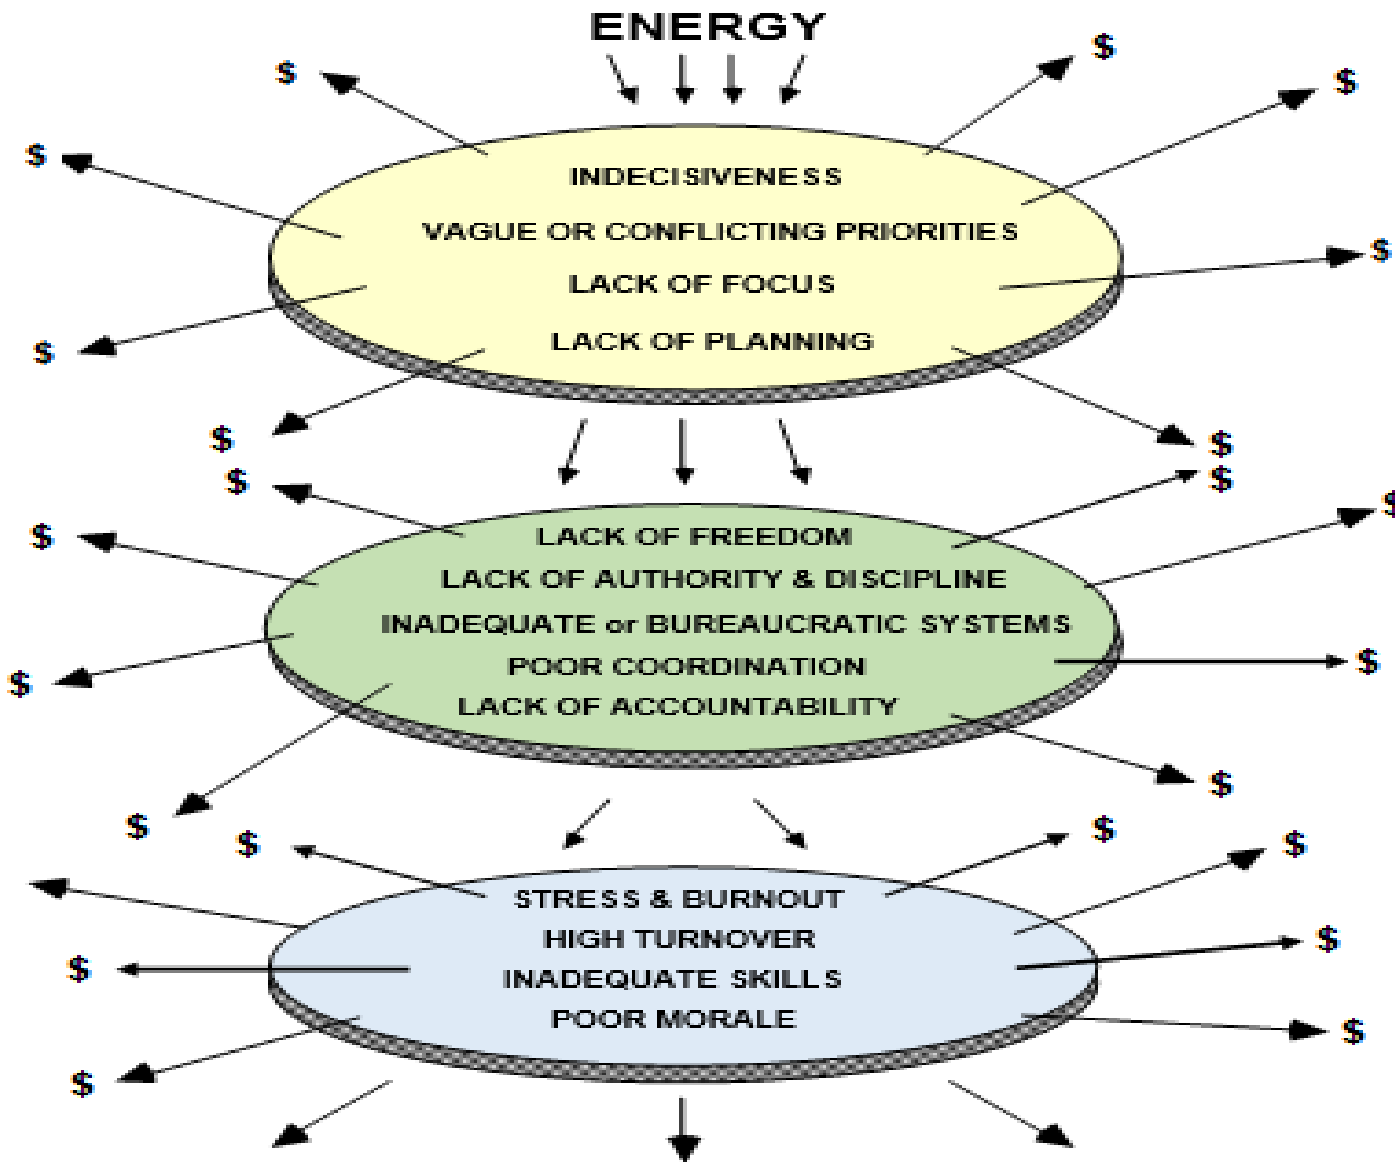 ENERGY
$ $
$ $
INDECISIVENESS
VAGUE OR CONFLICTING PRIORITIES
$
LACK OF FOCUS
LACK OF PLANNING
$
$ $
$ $
$ $
LACK OF FREEDOM
LACK OF AUTHORITY & DISCIPLINE
INADEQUATE or BUREAUCRATIC SYSTEMS
POOR COORDINATION
$ $
LACK OF ACCOUNTABILITY
$
$ $
$ $
STRESS & BURNOUT
HIGH TURNOVER
$
INADEQUATE SKILLS
$
POOR MORALE
$
$